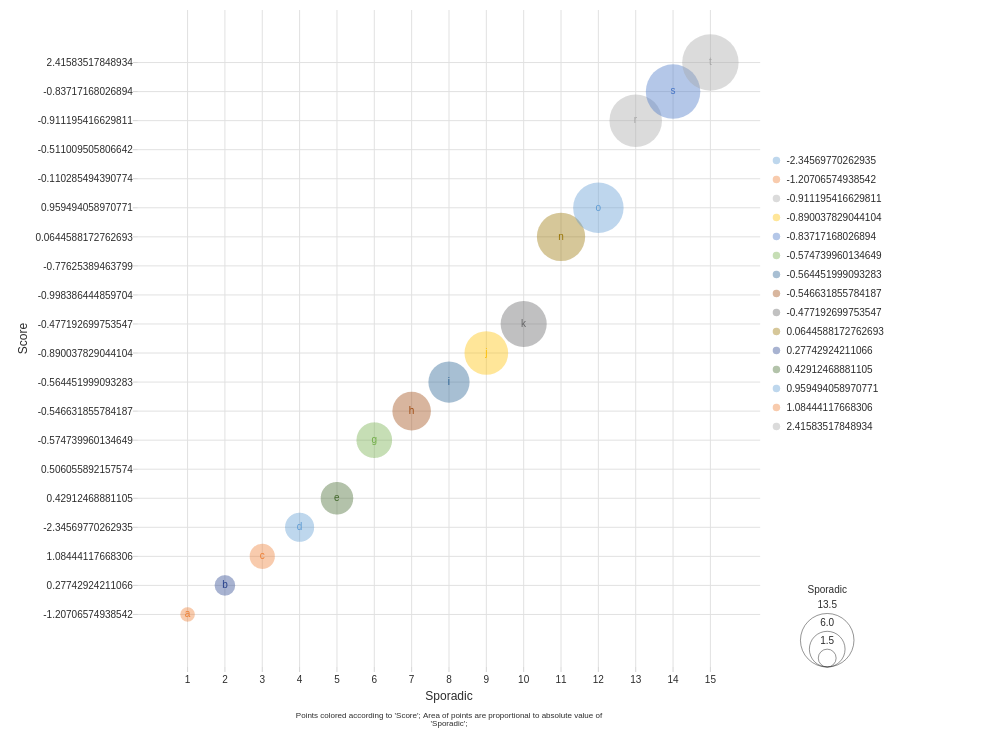 Score
2.41583517848934
-0.83717168026894
-0.911195416629811
-0.511009505806642
-0.110285494390774
0.959494058970771
0.0644588172762693
-0.77625389463799
-0.998386444859704
-0.477192699753547
-0.890037829044104
-0.564451999093283
-0.546631855784187
-0.574739960134649
0.506055892157574
0.42912468881105
-2.34569770262935
1.08444117668306
0.27742924211066
-1.20706574938542
t
s
r
o
n
k
j
i
h
g
e
d
c
b
a
1 2 3 4 5 6 7 8 9 10 11 12 13 14 15
Sporadic
Points colored according to 'Score'; Area of points are proportional to absolute value of
'Sporadic';
-2.34569770262935
-1.20706574938542
-0.911195416629811
-0.890037829044104
-0.83717168026894
-0.574739960134649
-0.564451999093283
-0.546631855784187
-0.477192699753547
0.0644588172762693
0.27742924211066
0.42912468881105
0.959494058970771
1.08444117668306
2.41583517848934
Sporadic
13.5
6.0
1.5